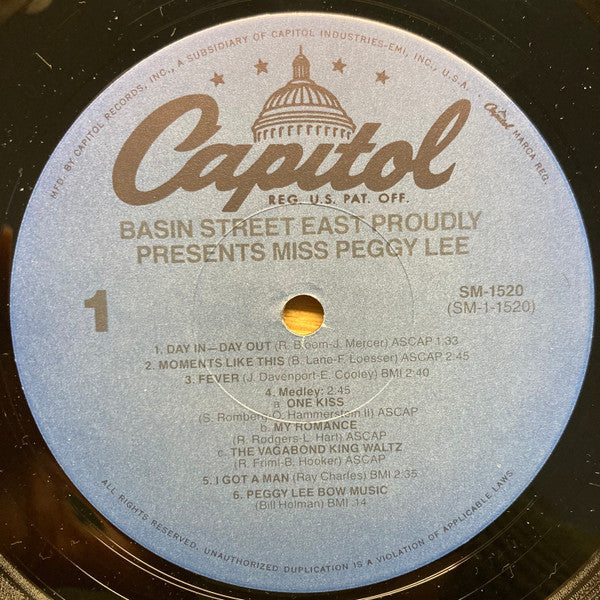 MFD. BY CAPITOL RECORDS, INC., A SUBSIDIARY OF CAPITOL INDUSTRIES-EMI, INC., U.S.A. • Capitol MARCA REG.
Capitol
REG. U.S. PAT. OFF.
BASIN STREET EAST PROUDLY
PRESENTS MISS PEGGY LEE
1
SM-1520
(SM-1-1520)
1. DAY IN—DAY OUT (R. Bloom-J. Mercer) ASCAP 1:33
2. MOMENTS LIKE THIS (B. Lane-F. Loesser) ASCAP 2:45
3. FEVER (J. Davenport-E. Cooley) BMI 2:40
4. Medley: 2:45
a. ONE KISS
(S. Romberg-O. Hammerstein II) ASCAP
b. MY ROMANCE
(R. Rodgers-L. Hart) ASCAP
c. THE VAGABOND KING WALTZ
(R. Friml-B. Hooker) ASCAP
5. I GOT A MAN (Ray Charles) BMI 2:35
6. PEGGY LEE BOW MUSIC
(Bill Holman) BMI :14
ALL RIGHTS RESERVED. UNAUTHORIZED DUPLICATION IS A VIOLATION OF APPLICABLE LAWS.